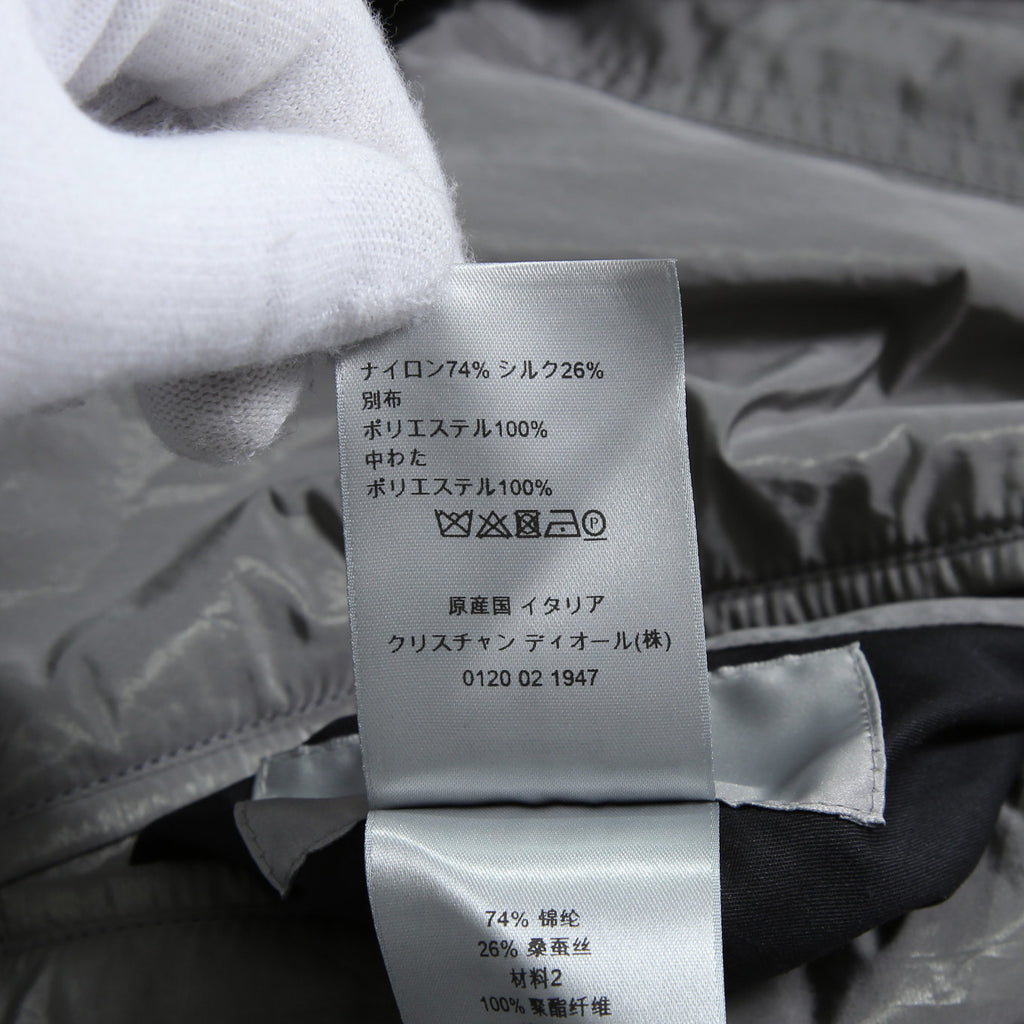 ナイロン74% シルク26%
別布
ポリエステル100%
中わた
ポリエステル100%
P
原産国 イタリア
クリスチャン ディオール(株)
0120 02 1947
74% 锦纶
26% 桑蚕丝
材料2
100% 聚酯纤维